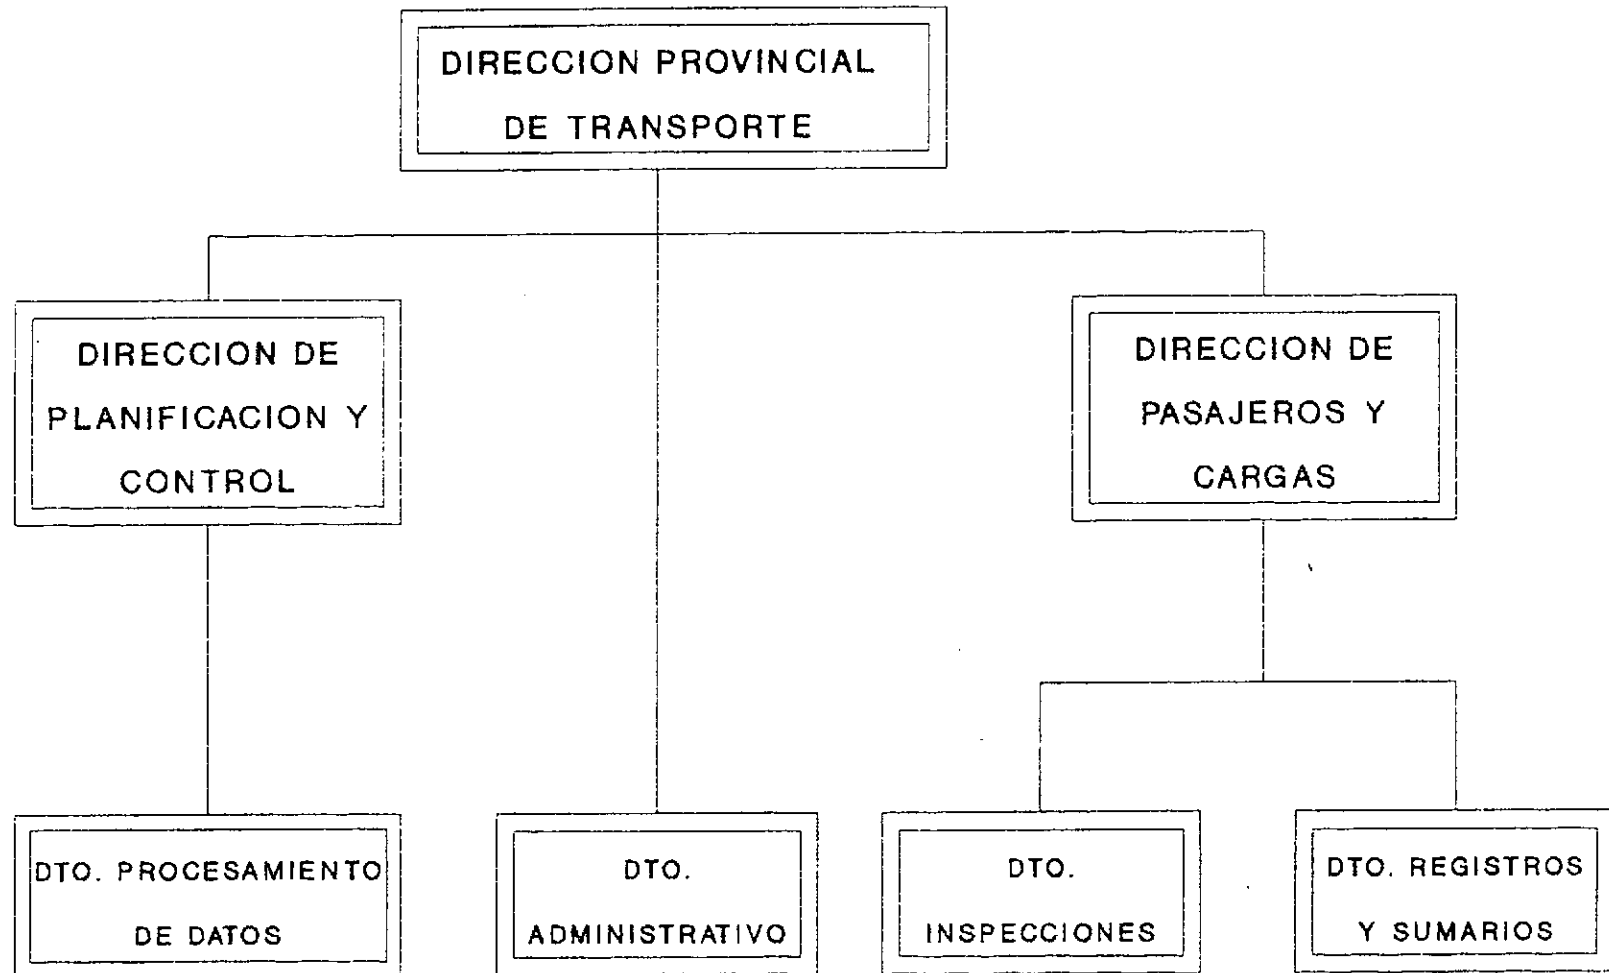 DIRECCION PROVINCIAL
DE TRANSPORTE
DIRECCION DE
PLANIFICACION Y
CONTROL
DIRECCION DE
PASAJEROS Y
CARGAS
DTO. PROCESAMIENTO
DE DATOS
DTO.
ADMINISTRATIVO
DTO.
INSPECCIONES
DTO. REGISTROS
Y SUMARIOS